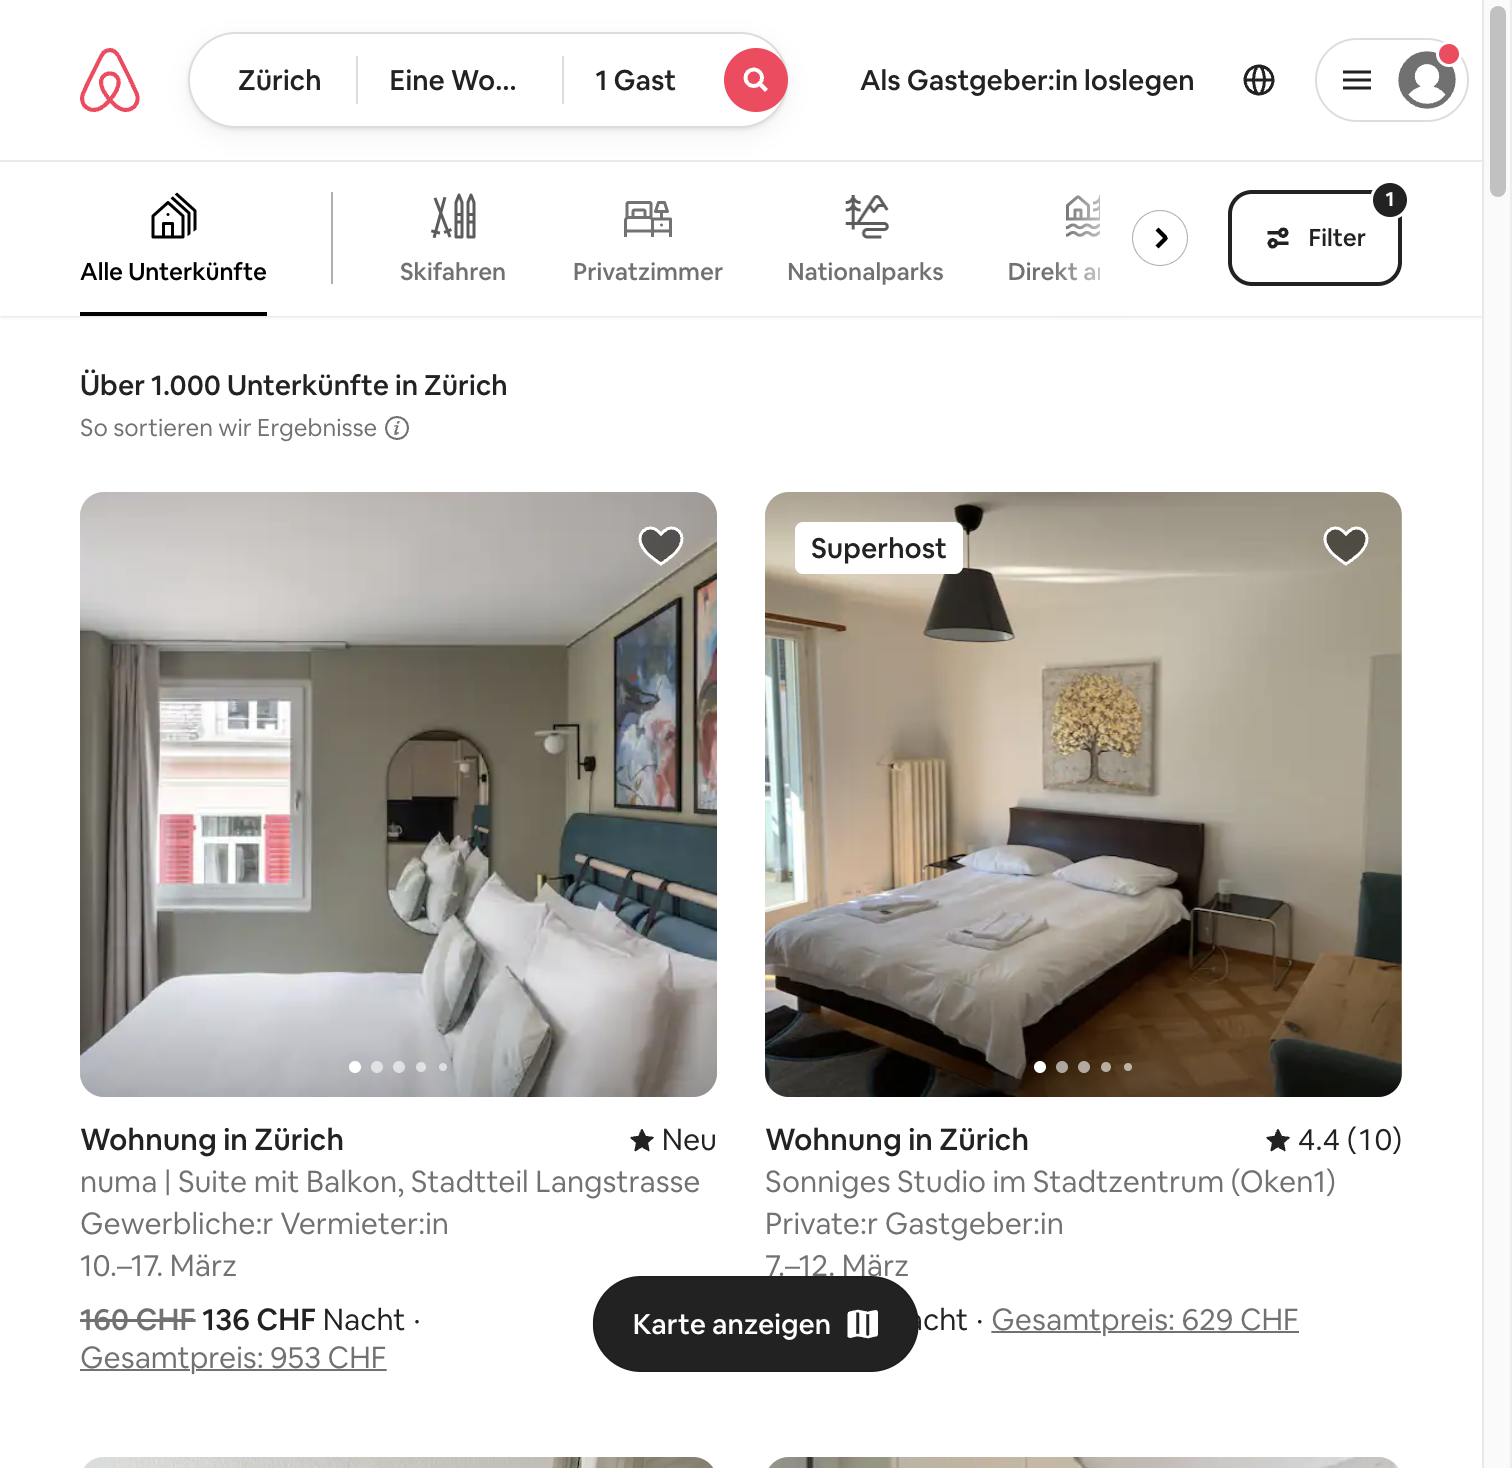 Zürich
Eine Wo...
1 Gast
Als Gastgeber:in loslegen
Alle Unterkünfte
Skifahren
Privatzimmer
Nationalparks
Direkt
Filter
1
Über 1.000 Unterkünfte in Zürich
So sortieren wir Ergebnisse
Superhost
Wohnung in Zürich
Neu
numa | Suite mit Balkon, Stadtteil Langstrasse
Gewerbliche:r Vermieter:in
10.–17. März
160 CHF 136 CHF Nacht ·
Gesamtpreis: 953 CHF
Wohnung in Zürich
4.4 (10)
Sonniges Studio im Stadtzentrum (Oken1)
Private:r Gastgeber:in
7.–12. März
· Gesamtpreis: 629 CHF
Karte anzeigen